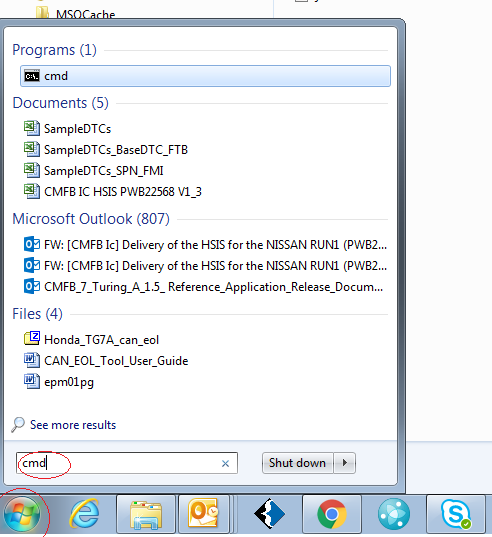 MSOCache
Programs (1)
cmd
Documents (5)
SampleDTCs
SampleDTCs_BaseDTC_FTB
SampleDTCs_SPN_FMI
CMFB IC HSIS PWB22568 V1_3
Microsoft Outlook (807)
FW: [CMFB Ic] Delivery of the HSIS for the NISSAN RUN1 (PWB2...
FW: [CMFB Ic] Delivery of the HSIS for the NISSAN RUN1 (PWB2...
CMFB_7_Turing_A_1.5_ Reference_Application_Release_Docum...
Files (4)
Honda_TG7A_can_eol
CAN_EOL_Tool_User_Guide
epm01pg
See more results
cmd
Shut down